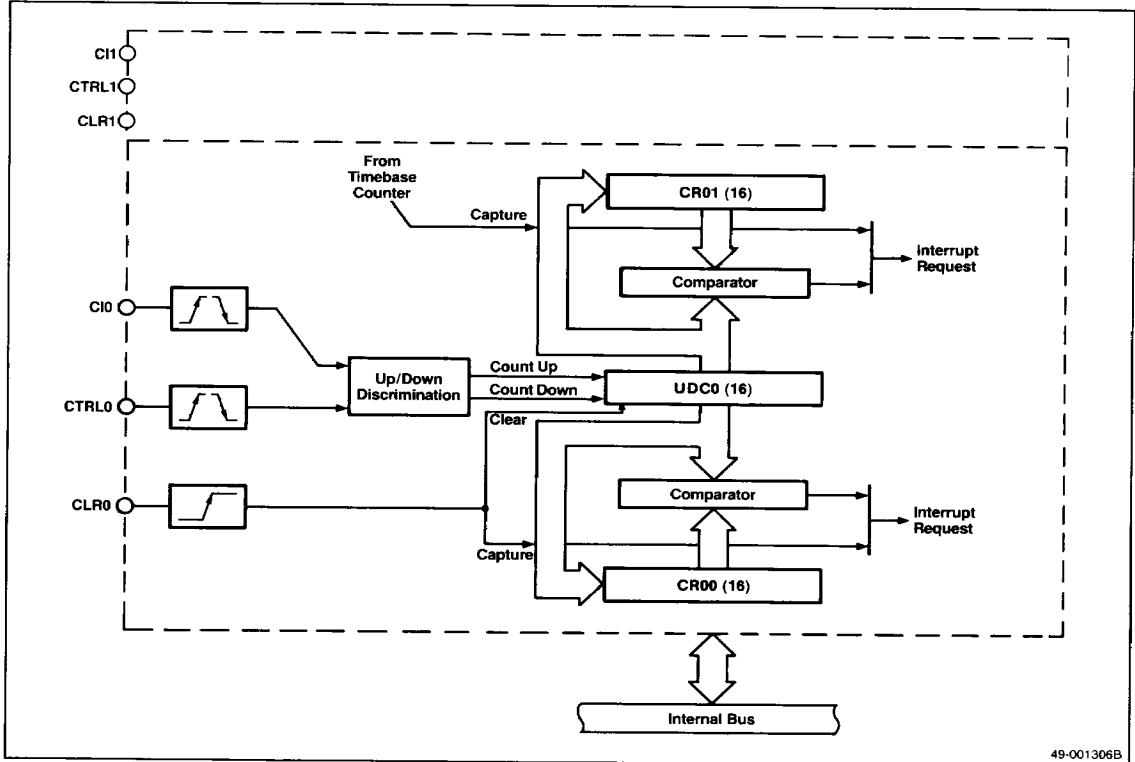 CI1
CTRL1
CLR1
From
Timebase
Counter
Capture
CR01 (16)
Interrupt
Request
Comparator
CI0
Up/Down
Discrimination
Count Up
Count Down
UDC0 (16)
CTRL0
Clear
CLR0
Comparator
Interrupt
Request
Capture
CR00 (16)
Internal Bus
49-001306B